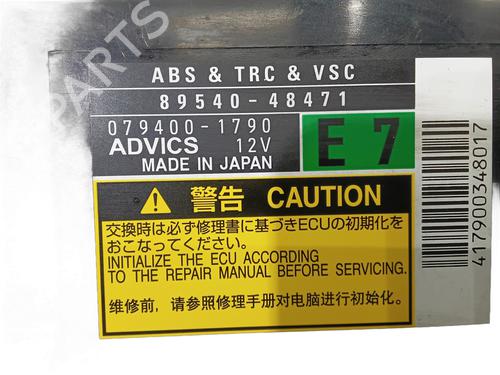 ABS & TRC & VSC
89540-48471
079400-1790
ADVICS 12V
MADE IN JAPAN
E7
警告 CAUTION
交換時は必ず修理書に基づきECUの初期化を
おこなってください。
INITIALIZE THE ECU ACCORDING
TO THE REPAIR MANUAL BEFORE SERVICING.
维修前，请参照修理手册对电脑进行初始化。
417900348017
B-PARTS